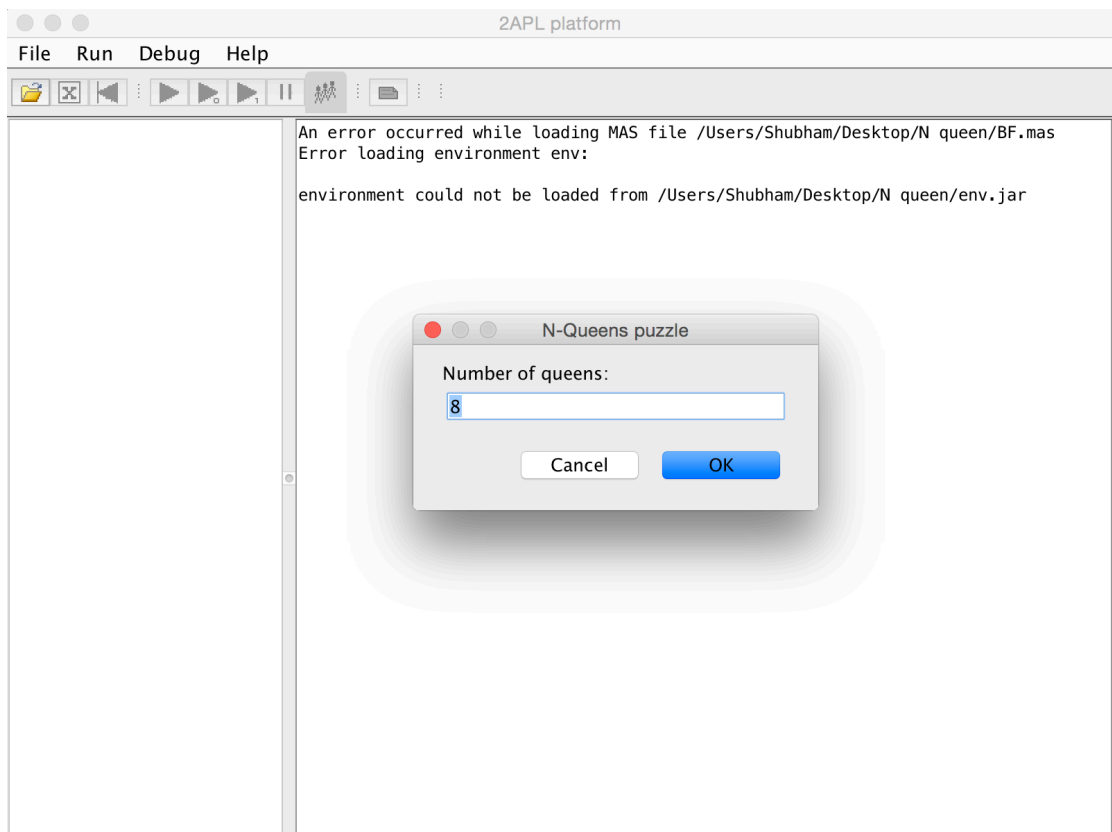 2APL platform
File Run Debug Help
An error occurred while loading MAS file /Users/Shubham/Desktop/N queen/BF.mas
Error loading environment env:
environment could not be loaded from /Users/Shubham/Desktop/N queen/env.jar
N-Queens puzzle
Number of queens:
8
Cancel OK